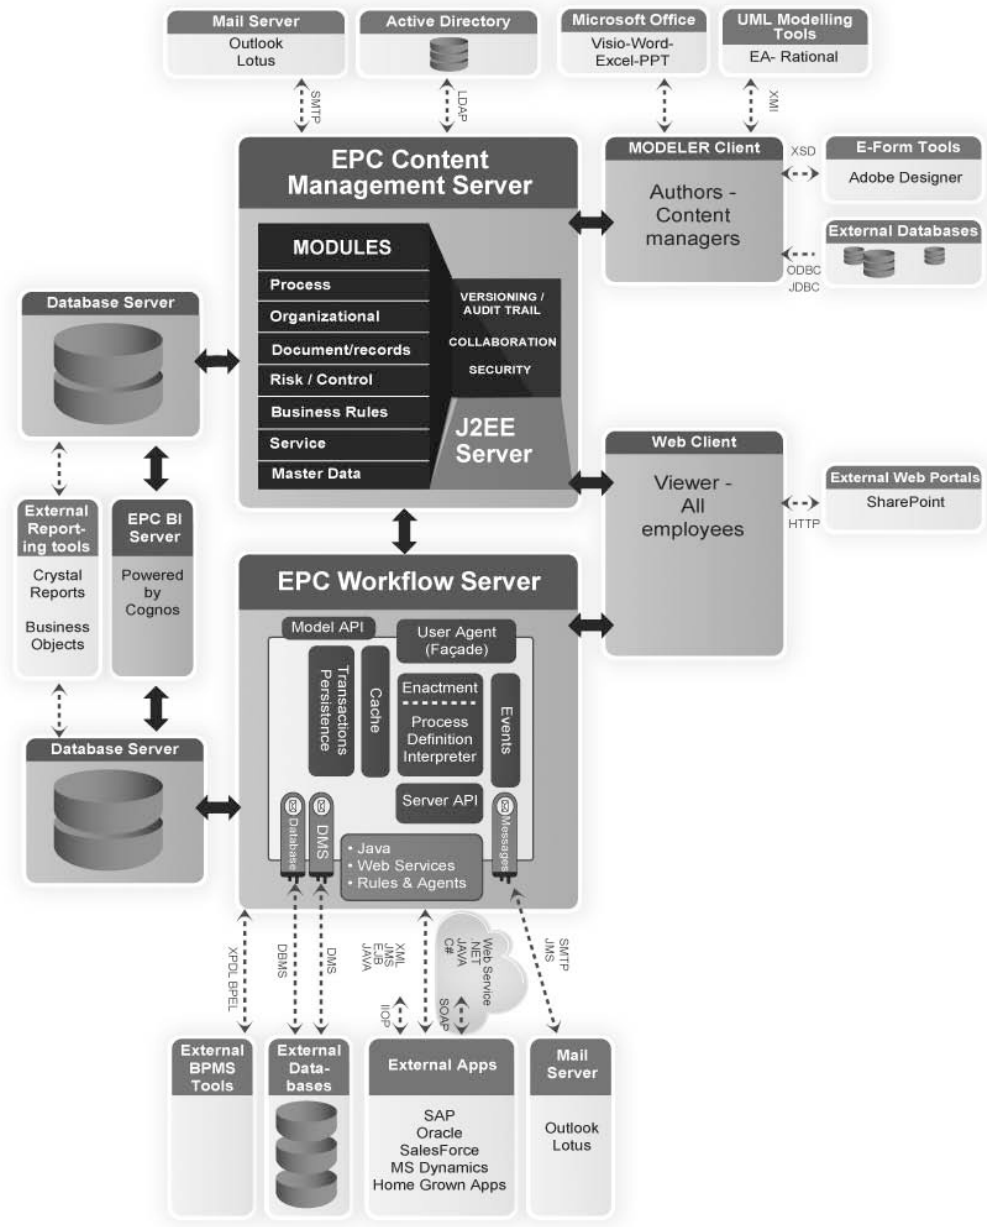 Mail Server
Outlook
Lotus
Active Directory
Microsoft Office
Visio-Word-
Excel-PPT
UML Modelling
Tools
EA- Rational
SMTP
LDAP
XMI
EPC Content
Management Server
MODULES
Process
Organizational
Document/records
Risk / Control
Business Rules
Service
Master Data
VERSIONING /
AUDIT TRAIL
COLLABORATION
SECURITY
J2EE
Server
MODELER Client
Authors -
Content
managers
XSD
E-Form Tools
Adobe Designer
External Databases
ODBC
JDBC
Database Server
Web Client
Viewer -
All
employees
HTTP
External Web Portals
SharePoint
External
Report-
ing tools
Crystal
Reports
Business
Objects
EPC BI
Server
Powered
by
Cognos
Database Server
EPC Workflow Server
Model API
User Agent
(Façade)
Transactions
Persistence
Cache
Enactment
Process
Definition
Interpreter
Events
Server API
Database
DMS
Messages
• Java
• Web Services
• Rules & Agents
XPDL BPEL
DBMS
DMS
XML
JMS
EJB
JAVA
IIOP
Web Service
.NET
JAVA
C#
SOAP
SMTP
JMS
External
BPMS
Tools
External
Data-
bases
External Apps
SAP
Oracle
SalesForce
MS Dynamics
Home Grown Apps
Mail
Server
Outlook
Lotus